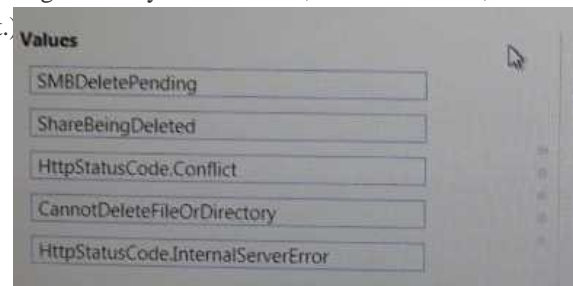 t.)
Values
SMBDeletePending
ShareBeingDeleted
HttpStatusCode.Conflict
CannotDeleteFileOrDirectory
HttpStatusCode.InternalServerError